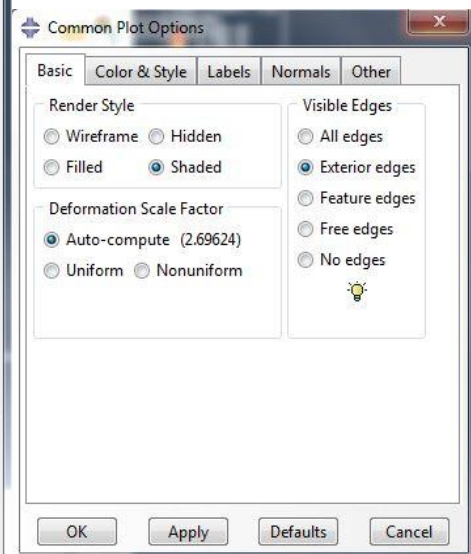 Common Plot Options
Basic Color & Style Labels Normals Other
Render Style
Wireframe Hidden
Filled Shaded
Deformation Scale Factor
Auto-compute (2.69624)
Uniform Nonuniform
Visible Edges
All edges
Exterior edges
Feature edges
Free edges
No edges
OK Apply Defaults Cancel